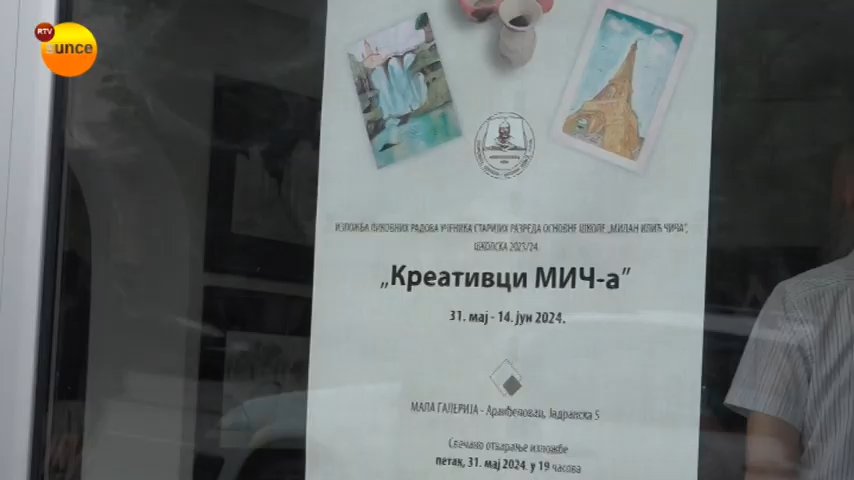 RTV
sunce
ИЗЛОЖБА ЛИКОВНИХ РАДОВА УЧЕНИКА СТАРИЈИХ РАЗРЕДА ОСНОВНЕ ШКОЛЕ „МИЛАН ИЛИЋ ЧИЧА”,
ШКОЛСКА 2023/24.
„Креативци МИЧ-а”
31. мај - 14. јун 2024.
МАЛА ГАЛЕРИЈА - Аранђеловац, Јадранска 5
Свечано отварање изложбе
петак, 31. мај 2024. у 19 часова